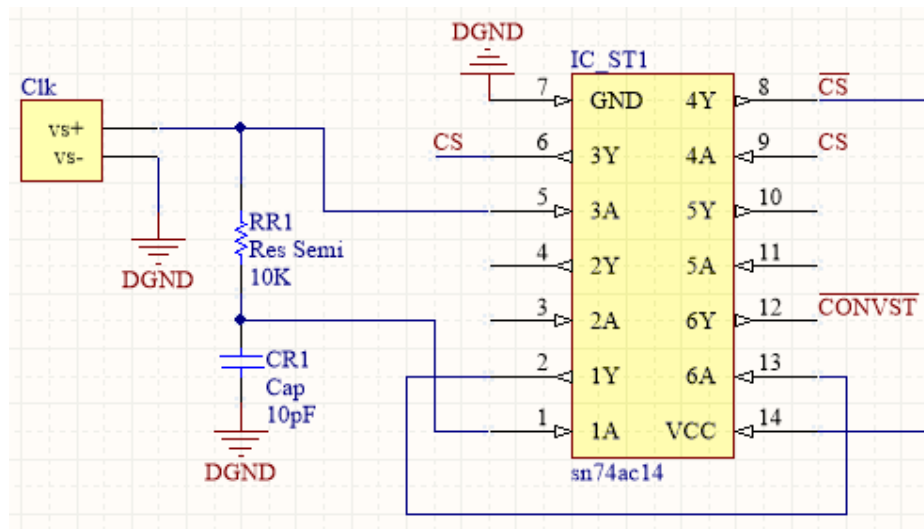 DGND
IC_ST1
Clk
7 GND 4Y 8 C̅S̅
vs+
vs-
CS 6 3Y 4A 9 CS
5 3A 5Y 10
RR1
Res Semi
10K
DGND
4 2Y 5A 11
3 2A 6Y 12 C̅O̅N̅V̅S̅T̅
CR1
Cap
10pF
2 1Y 6A 13
1 1A VCC 14
DGND
sn74ac14